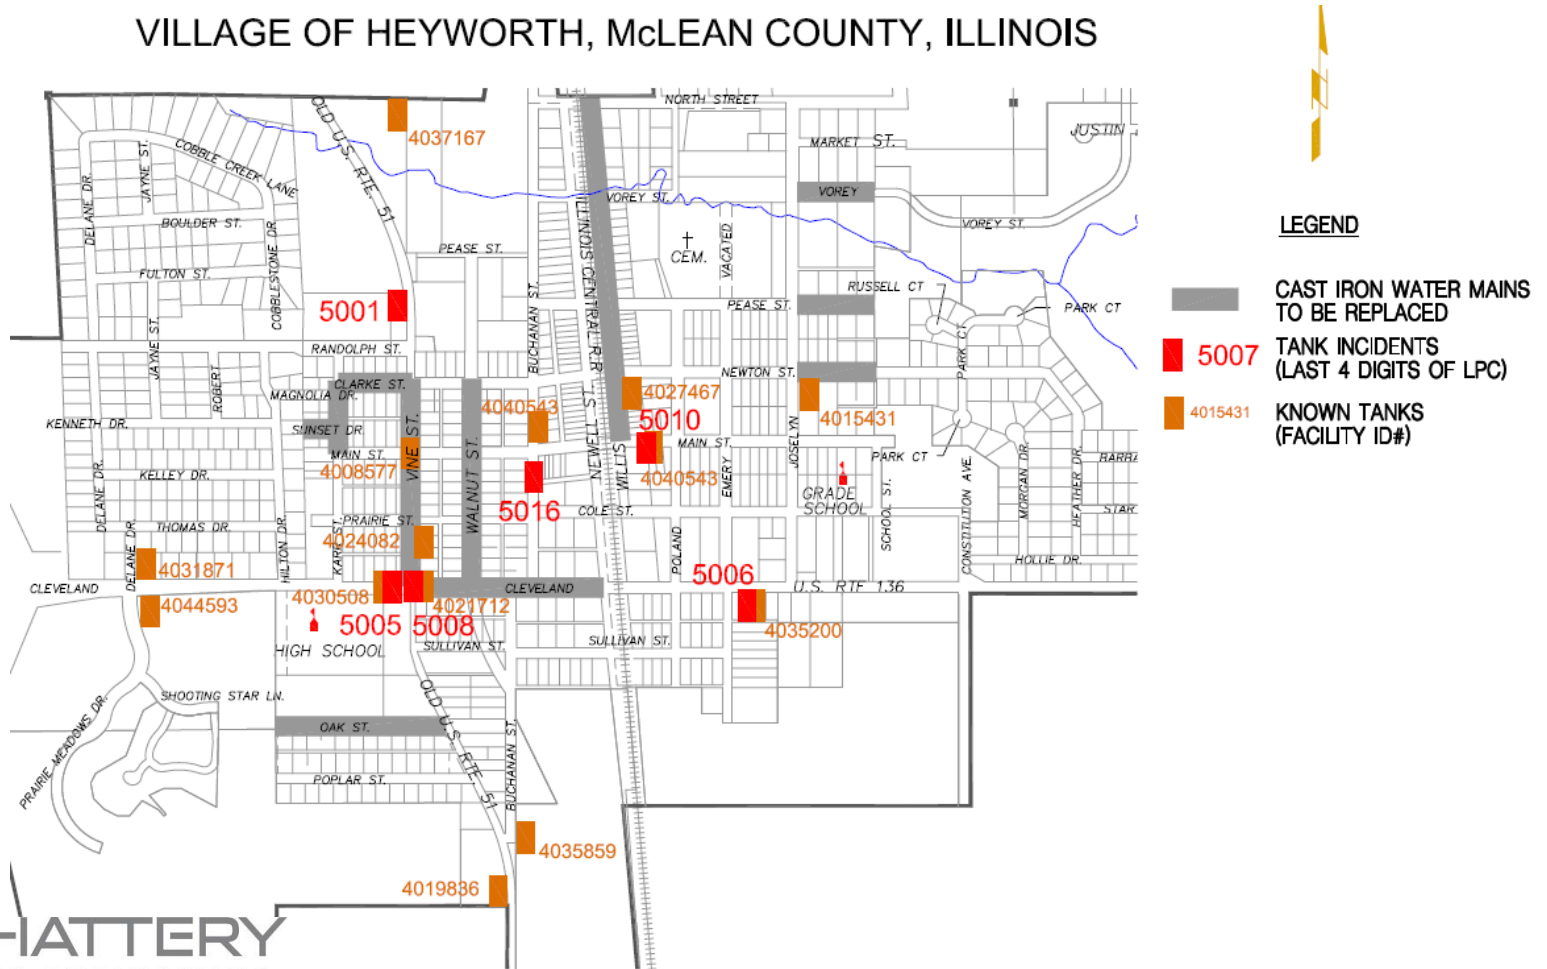 VILLAGE OF HEYWORTH, McLEAN COUNTY, ILLINOIS
NORTH STREET
OLD U.S. RTE. 51
4037167
JUSTIN
MARKET ST.
COBBLE CREEK LANE
JAYNE ST.
DELANE DR.
VOREY
VOREY ST.
VOREY ST.
BOULDER ST.
COBBLESTONE DR.
PEASE ST.
ILLINOIS CENTRAL R.R.
CEM.
VACATED
FULTON ST.
BUCHANAN ST.
RUSSELL CT
PARK CT
5001
PEASE ST.
JAYNE ST.
RANDOLPH ST.
PARK CT
ROBERT
CLARKE ST.
MAGNOLIA DR.
NEWTON ST.
4027467
4040543
5010
4015431
KENNETH DR.
SUNSET DR.
VINE ST.
WALNUT ST.
NEWELL ST.
WILLIS
MAIN ST.
JOSELYN
MAIN ST.
PARK CT
BARBA
4008577
KELLEY DR.
4040543
EMERY
DELANE DR.
GRADE
SCHOOL
SCHOOL ST.
CONSTITUTION AVE.
MORGAN DR.
HEATHER DR.
STAR
5016
COLE ST.
THOMAS DR.
PRAIRIE ST.
KARR ST.
HILTON DR.
DELANE DR.
4024082
POLAND
HOLLIE DR.
4031871
5006
CLEVELAND
CLEVELAND
U.S. RTE 136
4044593
4030508
4021712
5005
5008
4035200
HIGH SCHOOL
SULLIVAN ST.
SULLIVAN ST.
SHOOTING STAR LN.
PRAIRIE MEADOWS DR.
OLD U.S. RTE. 51
OAK ST.
BUCHANAN ST.
POPLAR ST.
4035859
4019836
HATTERY
LEGEND
CAST IRON WATER MAINS
TO BE REPLACED
5007
TANK INCIDENTS
(LAST 4 DIGITS OF LPC)
4015431
KNOWN TANKS
(FACILITY ID#)